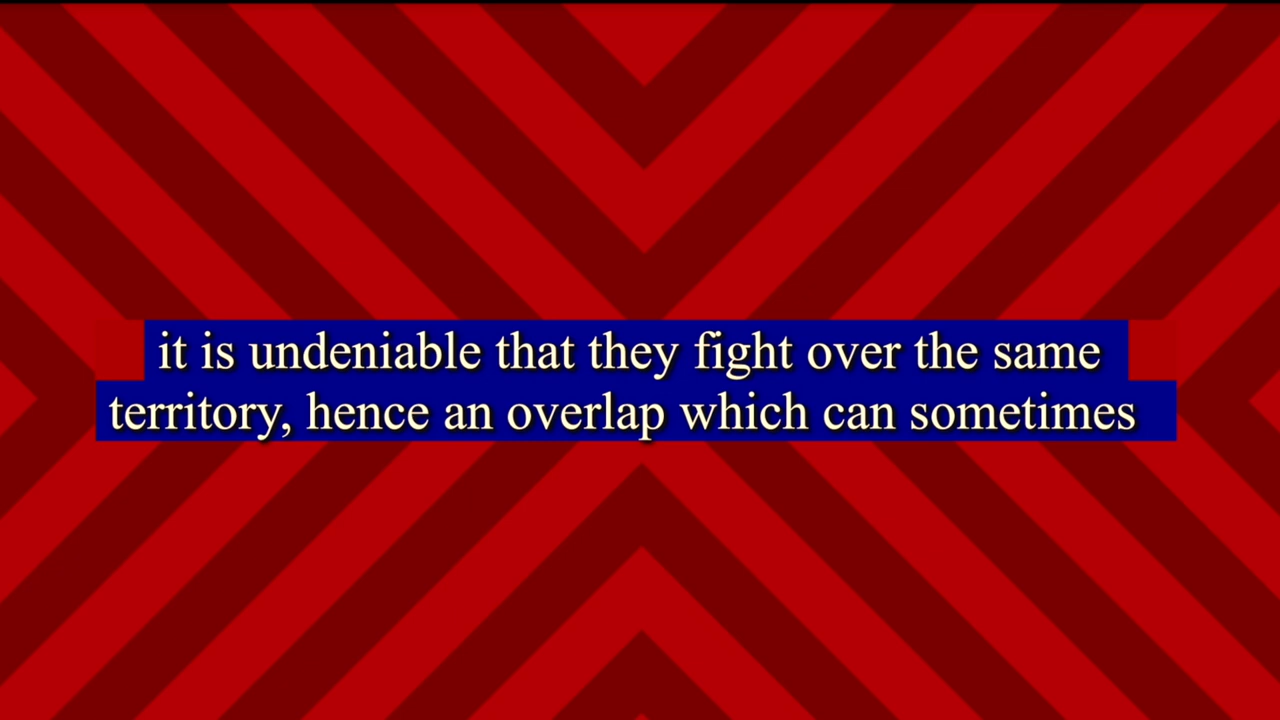 it is undeniable that they fight over the same
territory, hence an overlap which can sometimes